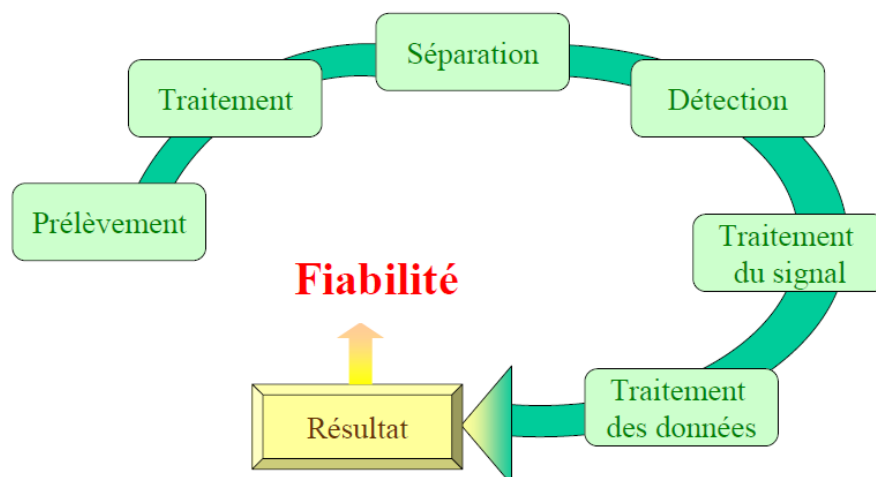 Séparation
Traitement
Détection
Prélèvement
Traitement
du signal
Fiabilité
Traitement
des données
Résultat